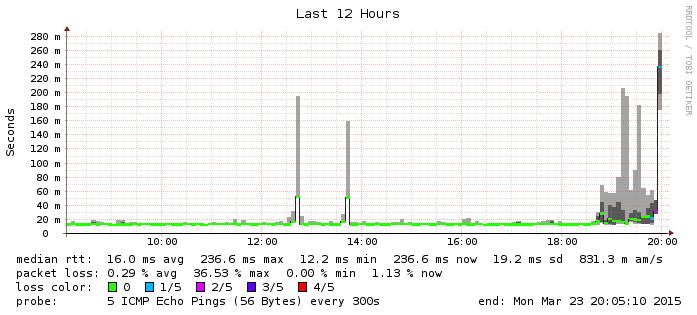 Last 12 Hours
RRDTOOL / TOBI OETIKER
Seconds
280 m
260 m
240 m
220 m
200 m
180 m
160 m
140 m
120 m
100 m
80 m
60 m
40 m
20 m
0
10:00 12:00 14:00 16:00 18:00 20:00
median rtt: 16.0 ms avg 236.6 ms max 12.2 ms min 236.6 ms now 19.2 ms sd 831.3 m am/s
packet loss: 0.29 % avg 36.53 % max 0.00 % min 1.13 % now
loss color: 0 1/5 2/5 3/5 4/5
probe: 5 ICMP Echo Pings (56 Bytes) every 300s end: Mon Mar 23 20:05:10 2015